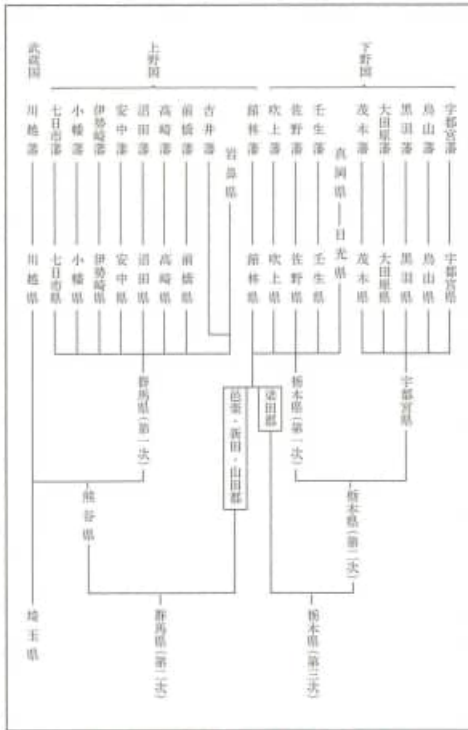 下野国
上野国
武蔵国
宇都宮藩
烏山藩
黒羽藩
大田原藩
茂木藩
真岡県
日光県
壬生藩
佐野藩
吹上藩
館林藩
岩鼻県
吉井藩
前橋藩
高崎藩
沼田藩
安中藩
伊勢崎藩
小幡藩
七日市藩
川越藩
宇都宮県
烏山県
黒羽県
大田原県
茂木県
壬生県
佐野県
吹上県
館林県
前橋県
高崎県
沼田県
安中県
伊勢崎県
小幡県
七日市県
川越県
宇都宮県
栃木県(第一次)
梁田郡
邑楽・新田・山田郡
群馬県(第一次)
栃木県(第二次)
熊谷県
栃木県(第三次)
群馬県(第二次)
埼玉県